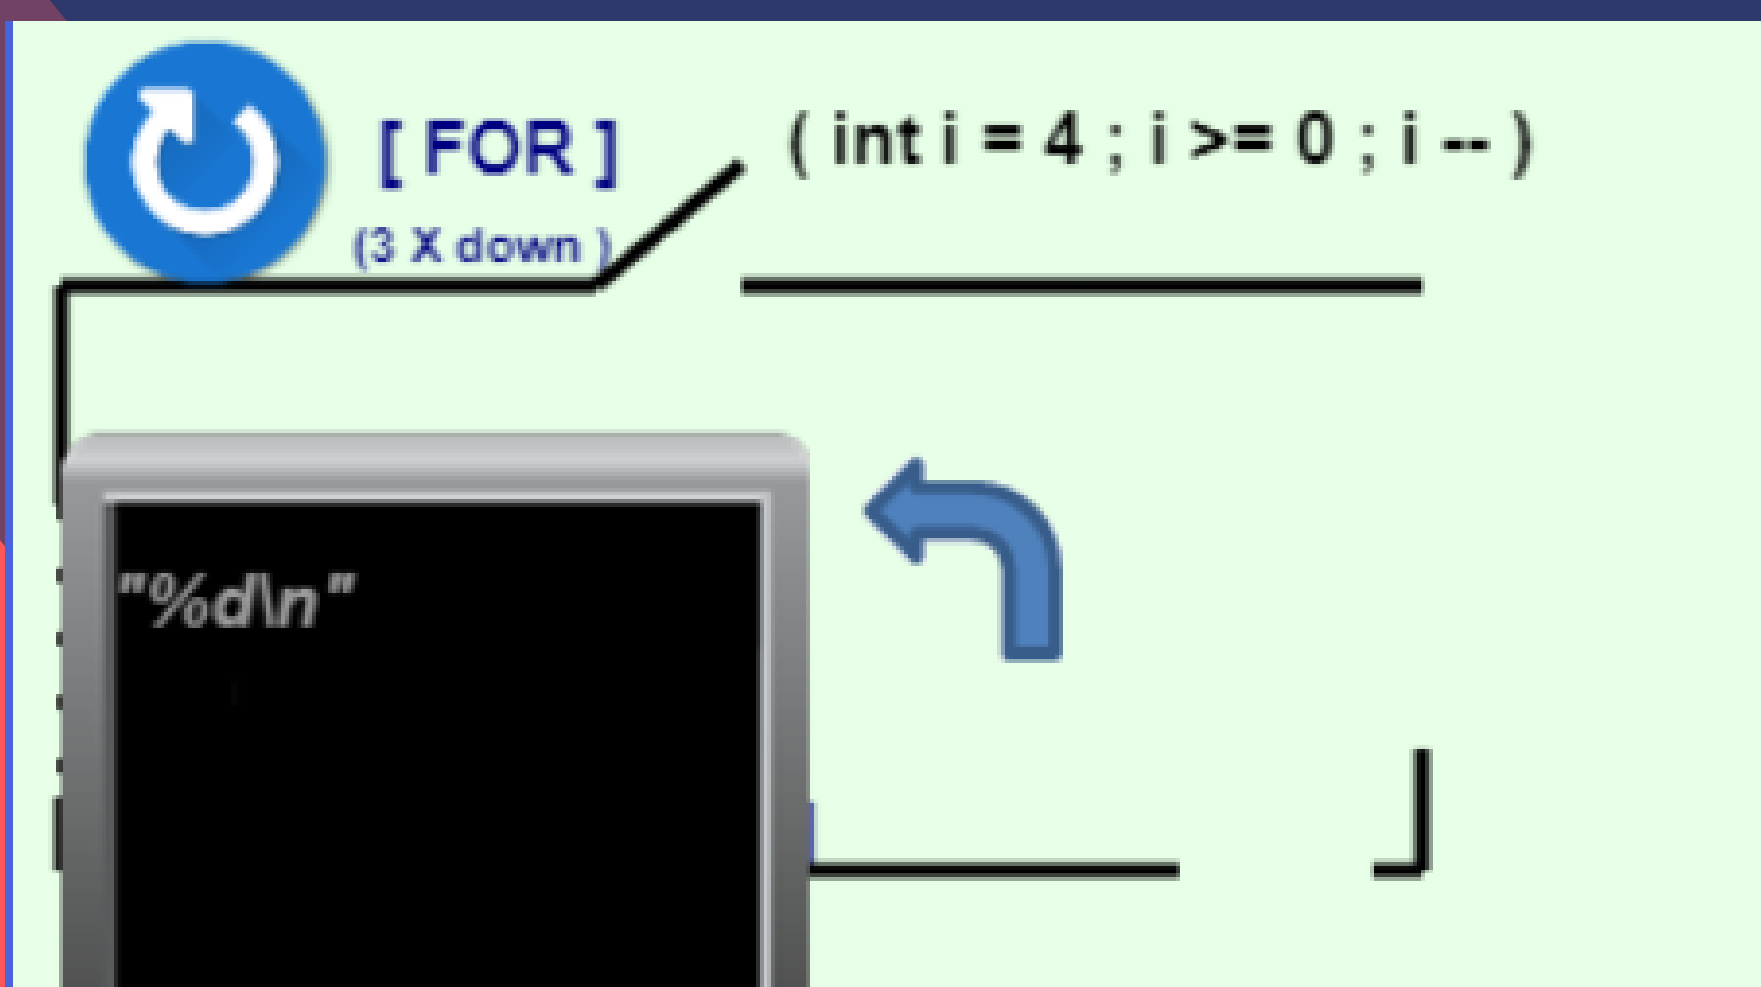 [ FOR ]
( int i = 4 ; i >= 0 ; i -- )
(3 X down )
"%d\n"